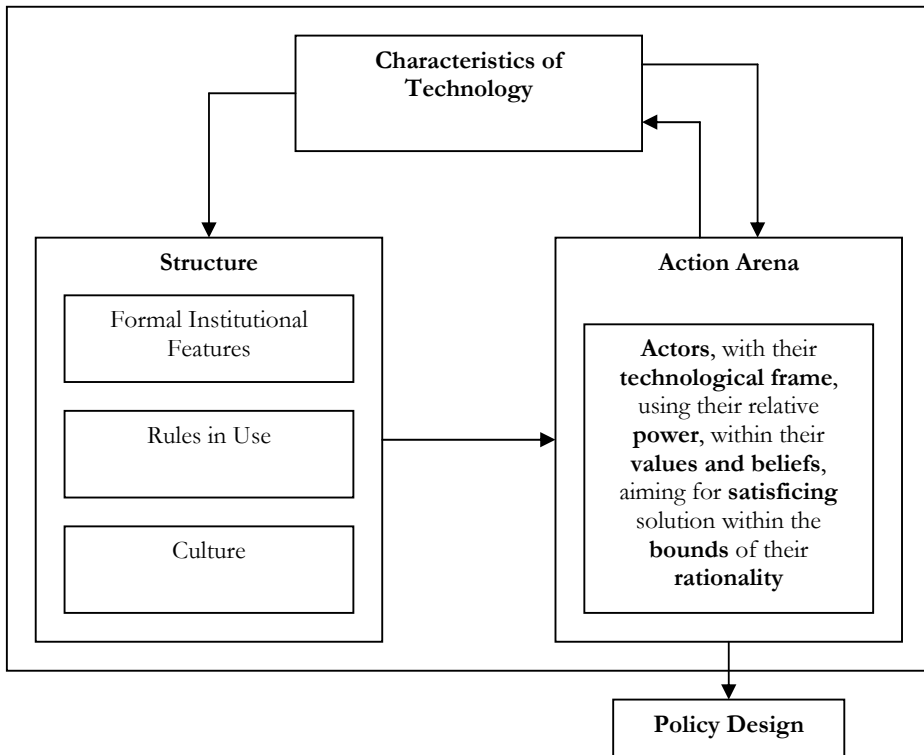 Characteristics of
Technology
Structure
Formal Institutional
Features
Rules in Use
Culture
Action Arena
Actors, with their
technological frame,
using their relative
power, within their
values and beliefs,
aiming for satisficing
solution within the
bounds of their
rationality
Policy Design